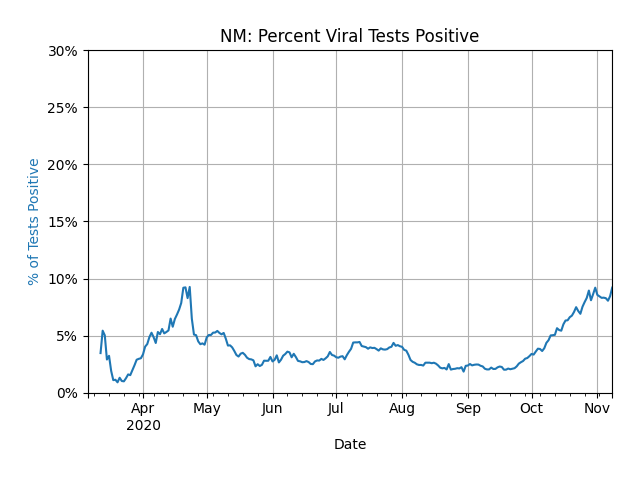 NM: Percent Viral Tests Positive
30%
25%
20%
15%
10%
5%
0%
% of Tests Positive
Apr May Jun Jul Aug Sep Oct Nov
2020
Date